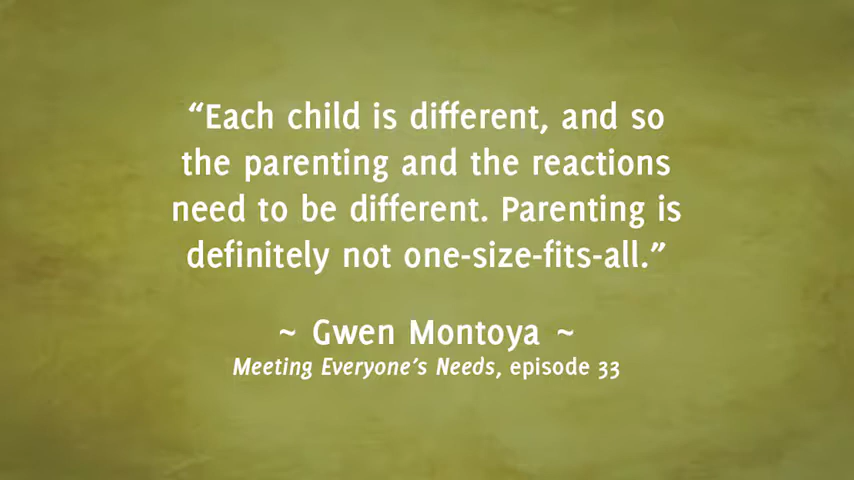 “Each child is different, and so
the parenting and the reactions
need to be different. Parenting is
definitely not one-size-fits-all.”
~ Gwen Montoya ~
Meeting Everyone’s Needs, episode 33